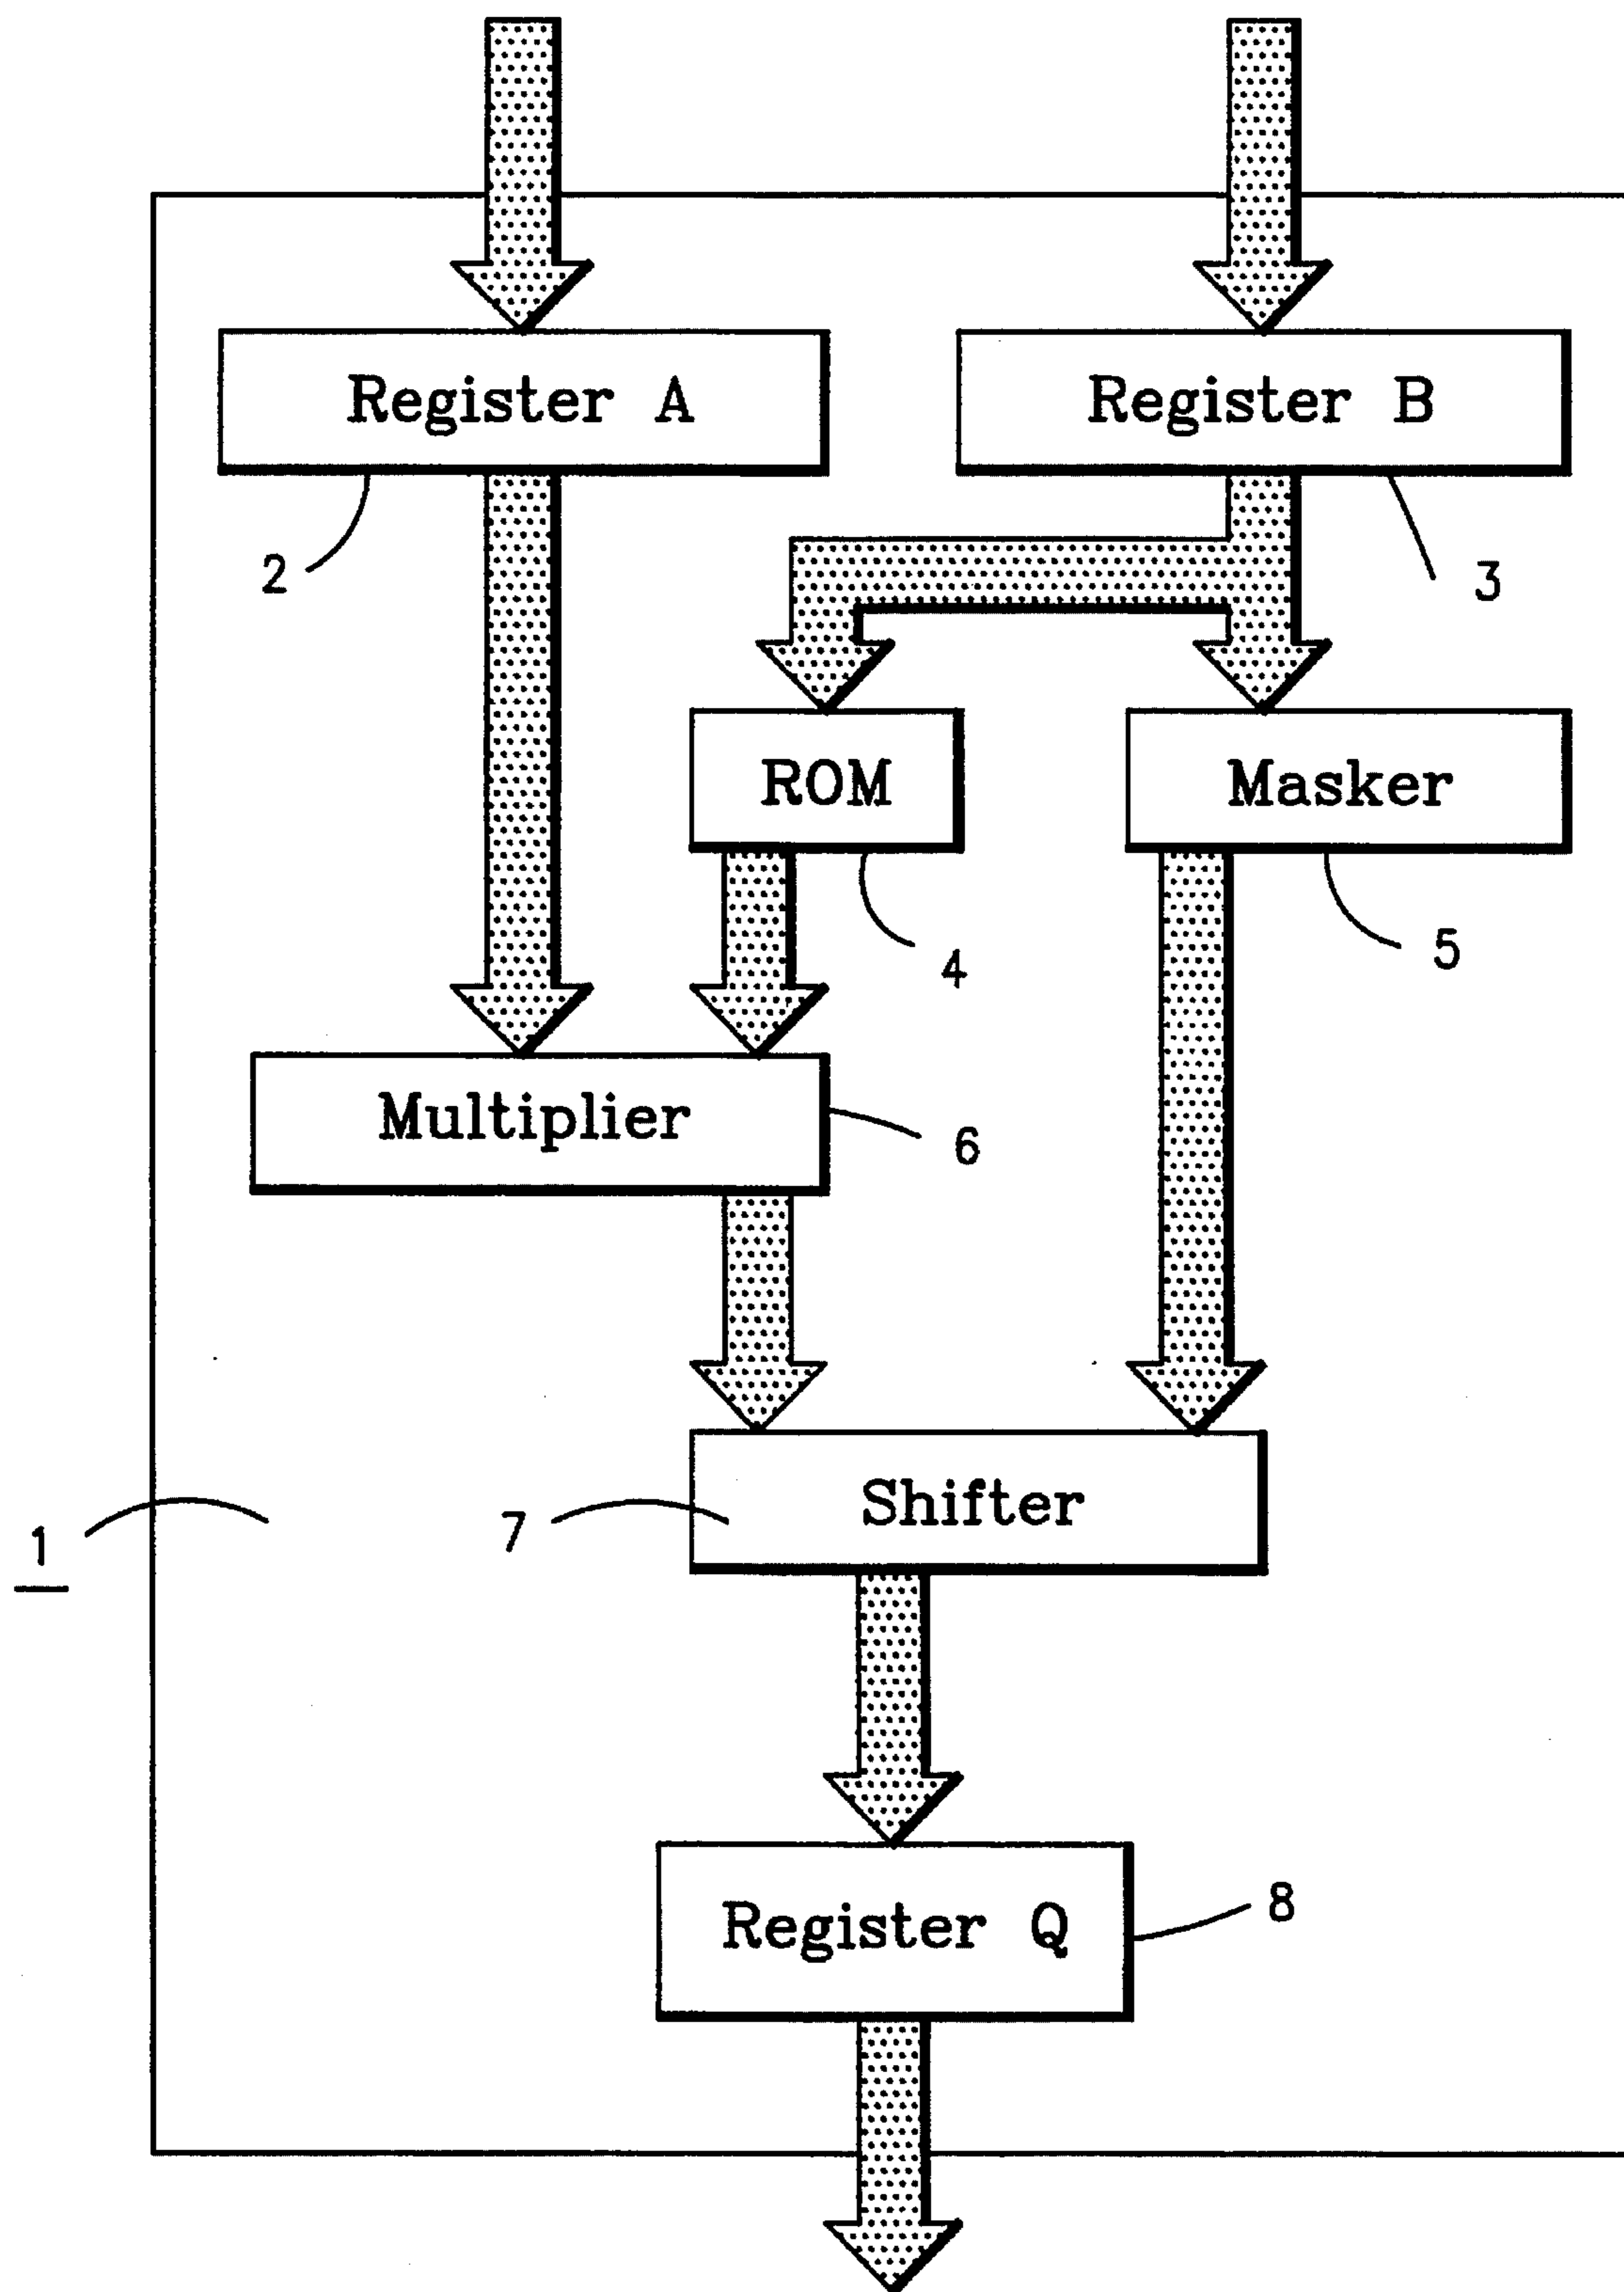 Register A
Register B
2
3
ROM
Masker
4
5
Multiplier
6
Shifter
7
1
Register Q
8